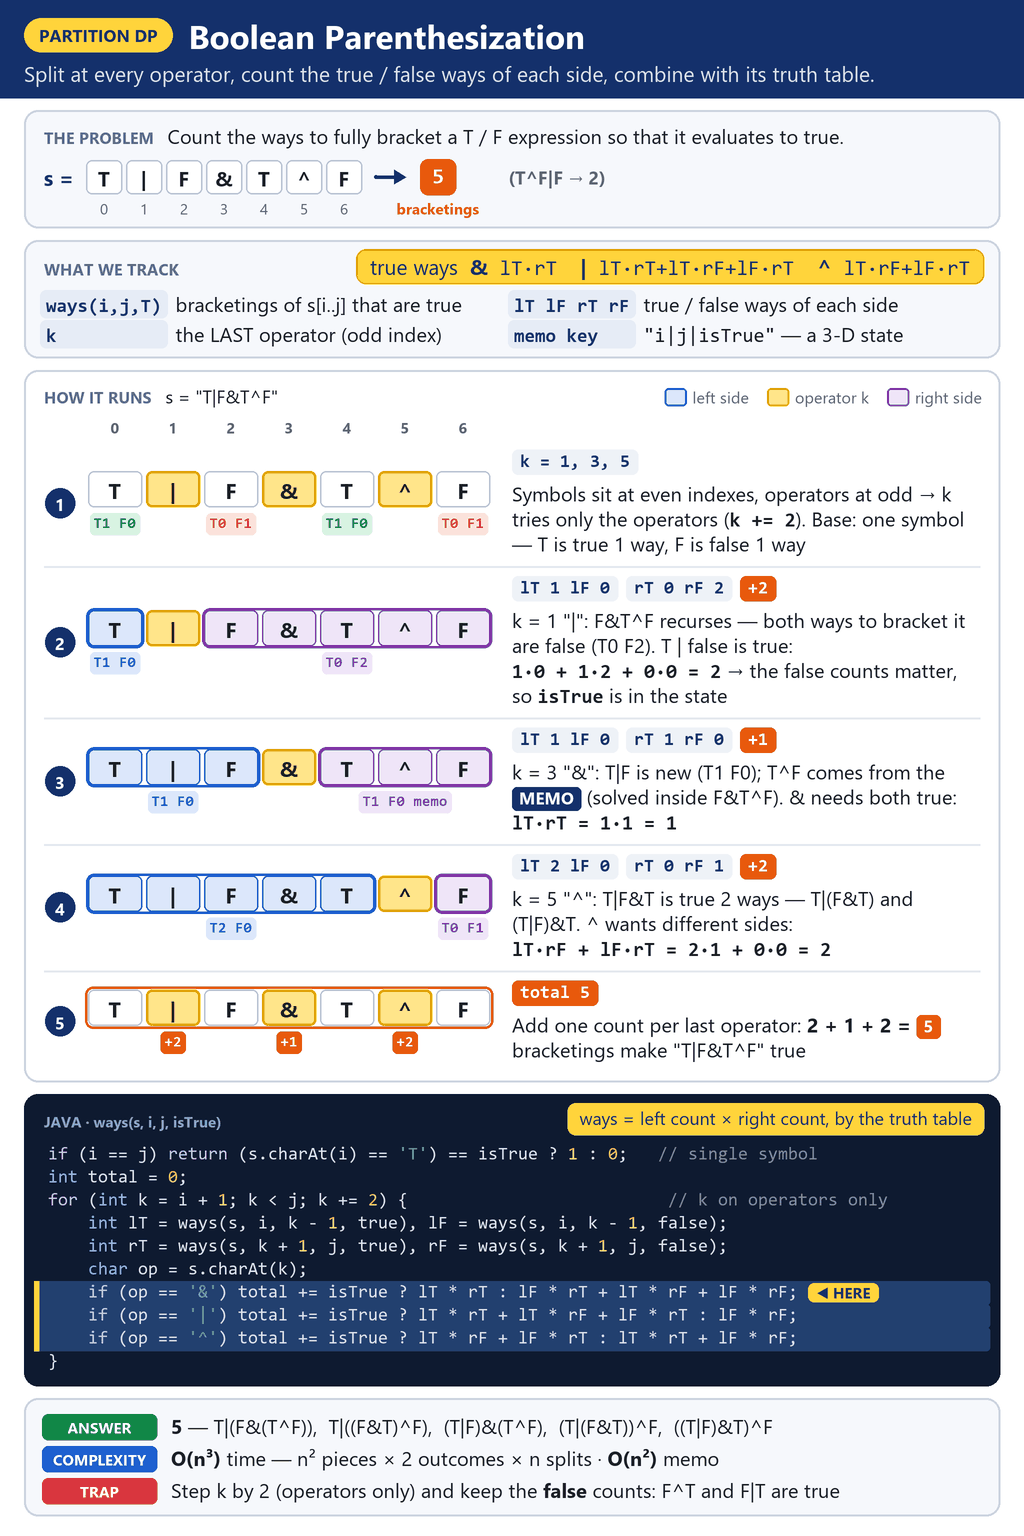 PARTITION DP Boolean Parenthesization
Split at every operator, count the true / false ways of each side, combine with its truth table.
THE PROBLEM Count the ways to fully bracket a T / F expression so that it evaluates to true.
s = T | F & T ^ F → 5 (T^F|F → 2)
0 1 2 3 4 5 6 bracketings
WHAT WE TRACK true ways & lT·rT | lT·rT+lT·rF+lF·rT ^ lT·rF+lF·rT
ways(i,j,T) bracketings of s[i..j] that are true lT lF rT rF true / false ways of each side
k the LAST operator (odd index) memo key "i|j|isTrue" — a 3-D state
HOW IT RUNS s = "T|F&T^F" left side operator k right side
0 1 2 3 4 5 6
k = 1, 3, 5
1 T | F & T ^ F
T1 F0 T0 F1 T1 F0 T0 F1
Symbols sit at even indexes, operators at odd → k
tries only the operators (k += 2). Base: one symbol
— T is true 1 way, F is false 1 way
lT 1 lF 0 rT 0 rF 2 +2
2 T | F & T ^ F
T1 F0 T0 F2
k = 1 "|": F&T^F recurses — both ways to bracket it
are false (T0 F2). T | false is true:
1·0 + 1·2 + 0·0 = 2 → the false counts matter,
so isTrue is in the state
lT 1 lF 0 rT 1 rF 0 +1
3 T | F & T ^ F
T1 F0 T1 F0 memo
k = 3 "&": T|F is new (T1 F0); T^F comes from the
MEMO (solved inside F&T^F). & needs both true:
lT·rT = 1·1 = 1
lT 2 lF 0 rT 0 rF 1 +2
4 T | F & T ^ F
T2 F0 T0 F1
k = 5 "^": T|F&T is true 2 ways — T|(F&T) and
(T|F)&T. ^ wants different sides:
lT·rF + lF·rT = 2·1 + 0·0 = 2
total 5
5 T | F & T ^ F
+2 +1 +2
Add one count per last operator: 2 + 1 + 2 = 5
bracketings make "T|F&T^F" true
JAVA · ways(s, i, j, isTrue) ways = left count × right count, by the truth table
if (i == j) return (s.charAt(i) == 'T') == isTrue ? 1 : 0; // single symbol
int total = 0;
for (int k = i + 1; k < j; k += 2) { // k on operators only
int lT = ways(s, i, k - 1, true), lF = ways(s, i, k - 1, false);
int rT = ways(s, k + 1, j, true), rF = ways(s, k + 1, j, false);
char op = s.charAt(k);
if (op == '&') total += isTrue ? lT * rT : lF * rT + lT * rF + lF * rF; ◀ HERE
if (op == '|') total += isTrue ? lT * rT + lT * rF + lF * rT : lF * rF;
if (op == '^') total += isTrue ? lT * rF + lF * rT : lT * rT + lF * rF;
}
ANSWER 5 — T|(F&(T^F)), T|((F&T)^F), (T|F)&(T^F), (T|(F&T))^F, ((T|F)&T)^F
COMPLEXITY O(n³) time — n² pieces × 2 outcomes × n splits · O(n²) memo
TRAP Step k by 2 (operators only) and keep the false counts: F^T and F|T are true